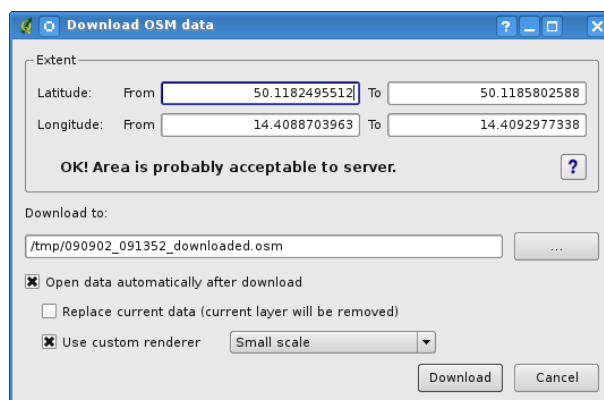 Download OSM data
?
Extent
Latitude: From 50.1182495512 To 50.1185802588
Longitude: From 14.4088703963 To 14.4092977338
OK! Area is probably acceptable to server.
?
Download to:
/tmp/090902_091352_downloaded.osm
...
Open data automatically after download
Replace current data (current layer will be removed)
Use custom renderer Small scale
Download Cancel